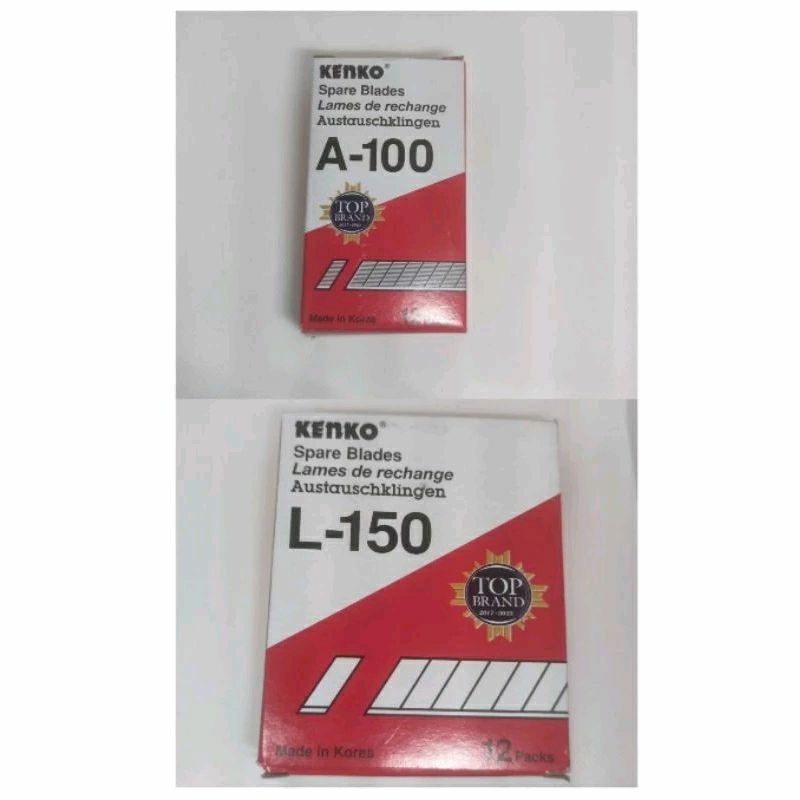 KENKO®
Spare Blades
Lames de rechange
Austauschklingen
A-100
TOP
BRAND
Made in Korea
KENKO®
Spare Blades
Lames de rechange
Austauschklingen
L-150
TOP
BRAND
Made in Korea
12 Packs